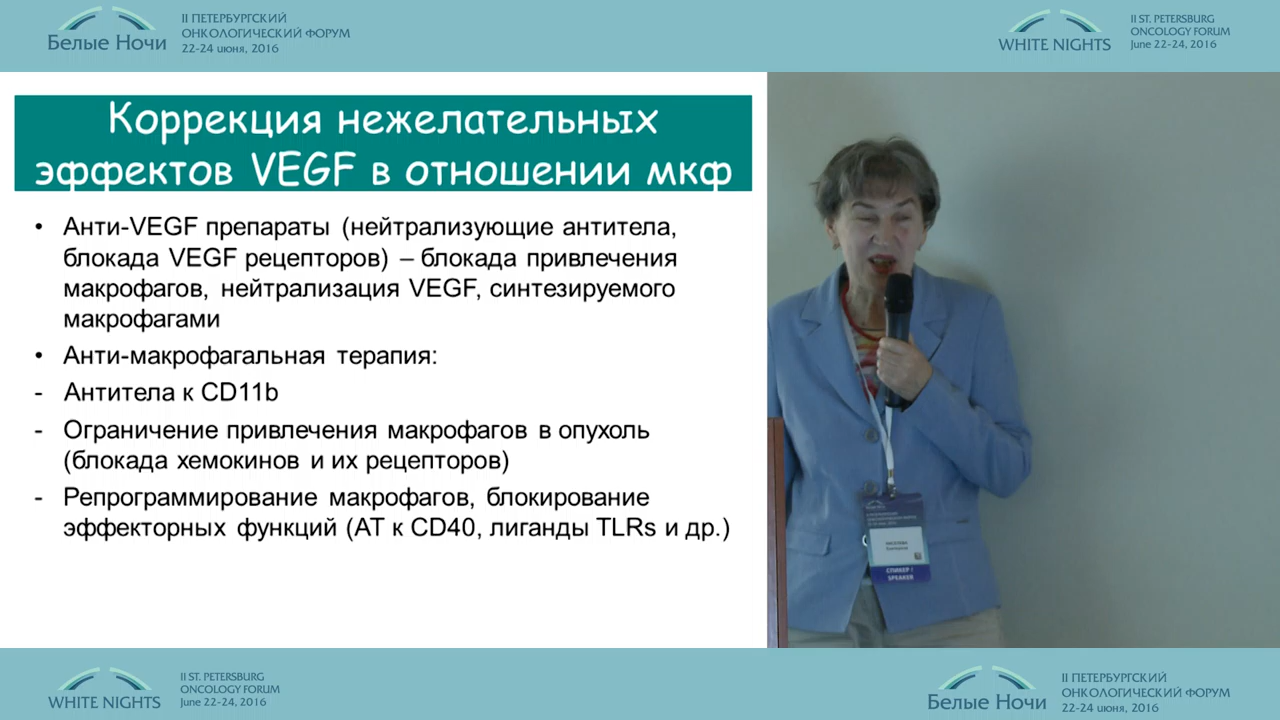 Белые Ночи
II ПЕТЕРБУРГСКИЙ
ОНКОЛОГИЧЕСКИЙ ФОРУМ
22-24 июня, 2016
WHITE NIGHTS
II ST. PETERSBURG
ONCOLOGY FORUM
June 22-24, 2016
Коррекция нежелательных
эффектов VEGF в отношении мкф
• Анти-VEGF препараты (нейтрализующие антитела,
блокада VEGF рецепторов) – блокада привлечения
макрофагов, нейтрализация VEGF, синтезируемого
макрофагами
• Анти-макрофагальная терапия:
- Антитела к CD11b
- Ограничение привлечения макрофагов в опухоль
(блокада хемокинов и их рецепторов)
- Репрограммирование макрофагов, блокирование
эффекторных функций (АТ к CD40, лиганды TLRs и др.)
СПИКЕР /
SPEAKER
WHITE NIGHTS
II ST. PETERSBURG
ONCOLOGY FORUM
June 22-24, 2016
Белые Ночи
II ПЕТЕРБУРГСКИЙ
ОНКОЛОГИЧЕСКИЙ ФОРУМ
22-24 июня, 2016